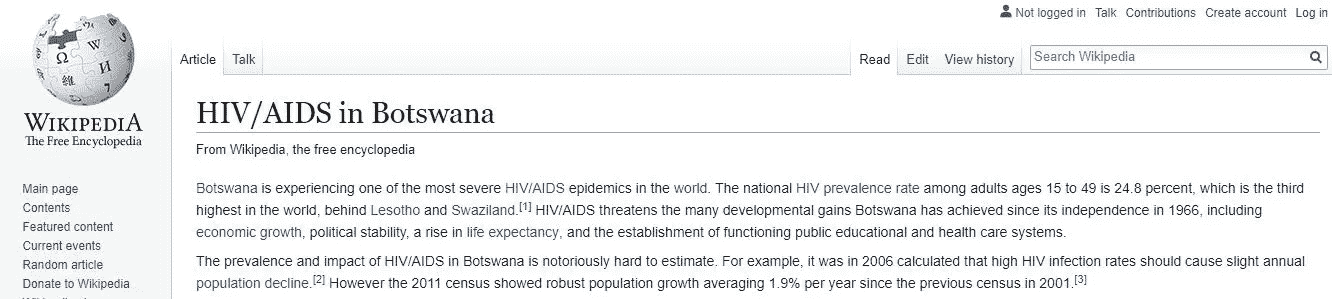 Not logged in Talk Contributions Create account Log in
Article Talk Read Edit View history Search Wikipedia
WIKIPEDIA
The Free Encyclopedia
HIV/AIDS in Botswana
From Wikipedia, the free encyclopedia
Main page
Contents
Featured content
Current events
Random article
Donate to Wikipedia
Botswana is experiencing one of the most severe HIV/AIDS epidemics in the world. The national HIV prevalence rate among adults ages 15 to 49 is 24.8 percent, which is the third
highest in the world, behind Lesotho and Swaziland.[1] HIV/AIDS threatens the many developmental gains Botswana has achieved since its independence in 1966, including
economic growth, political stability, a rise in life expectancy, and the establishment of functioning public educational and health care systems.
The prevalence and impact of HIV/AIDS in Botswana is notoriously hard to estimate. For example, it was in 2006 calculated that high HIV infection rates should cause slight annual
population decline.[2] However the 2011 census showed robust population growth averaging 1.9% per year since the previous census in 2001.[3]